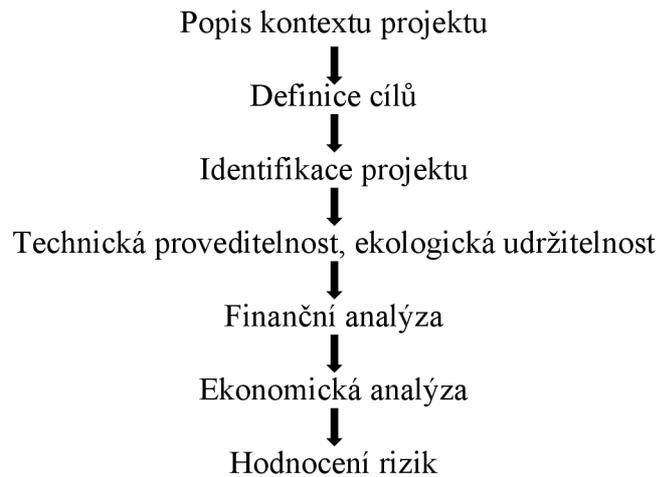 Popis kontextu projektu
Definice cílů
Identifikace projektu
Technická proveditelnost, ekologická udržitelnost
Finanční analýza
Ekonomická analýza
Hodnocení rizik